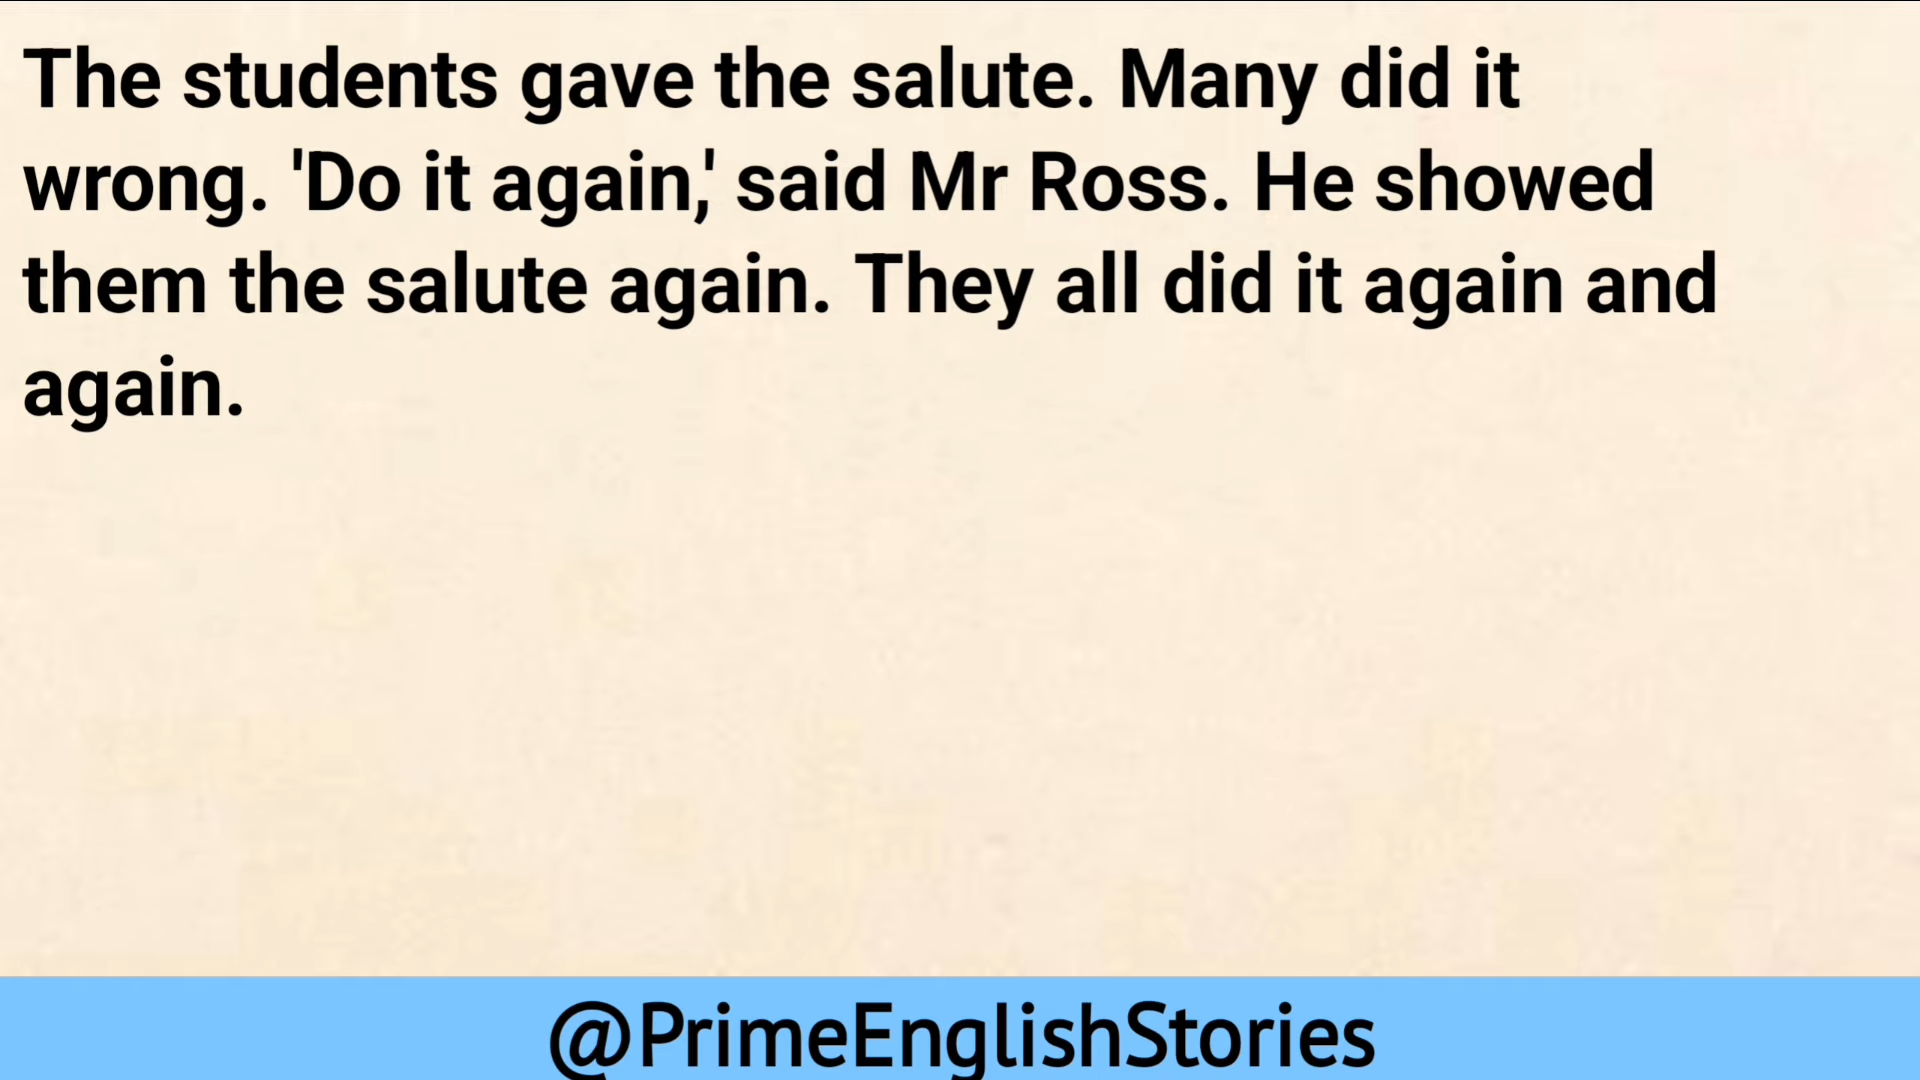 The students gave the salute. Many did it
wrong. 'Do it again,' said Mr Ross. He showed
them the salute again. They all did it again and
again.
@PrimeEnglishStories